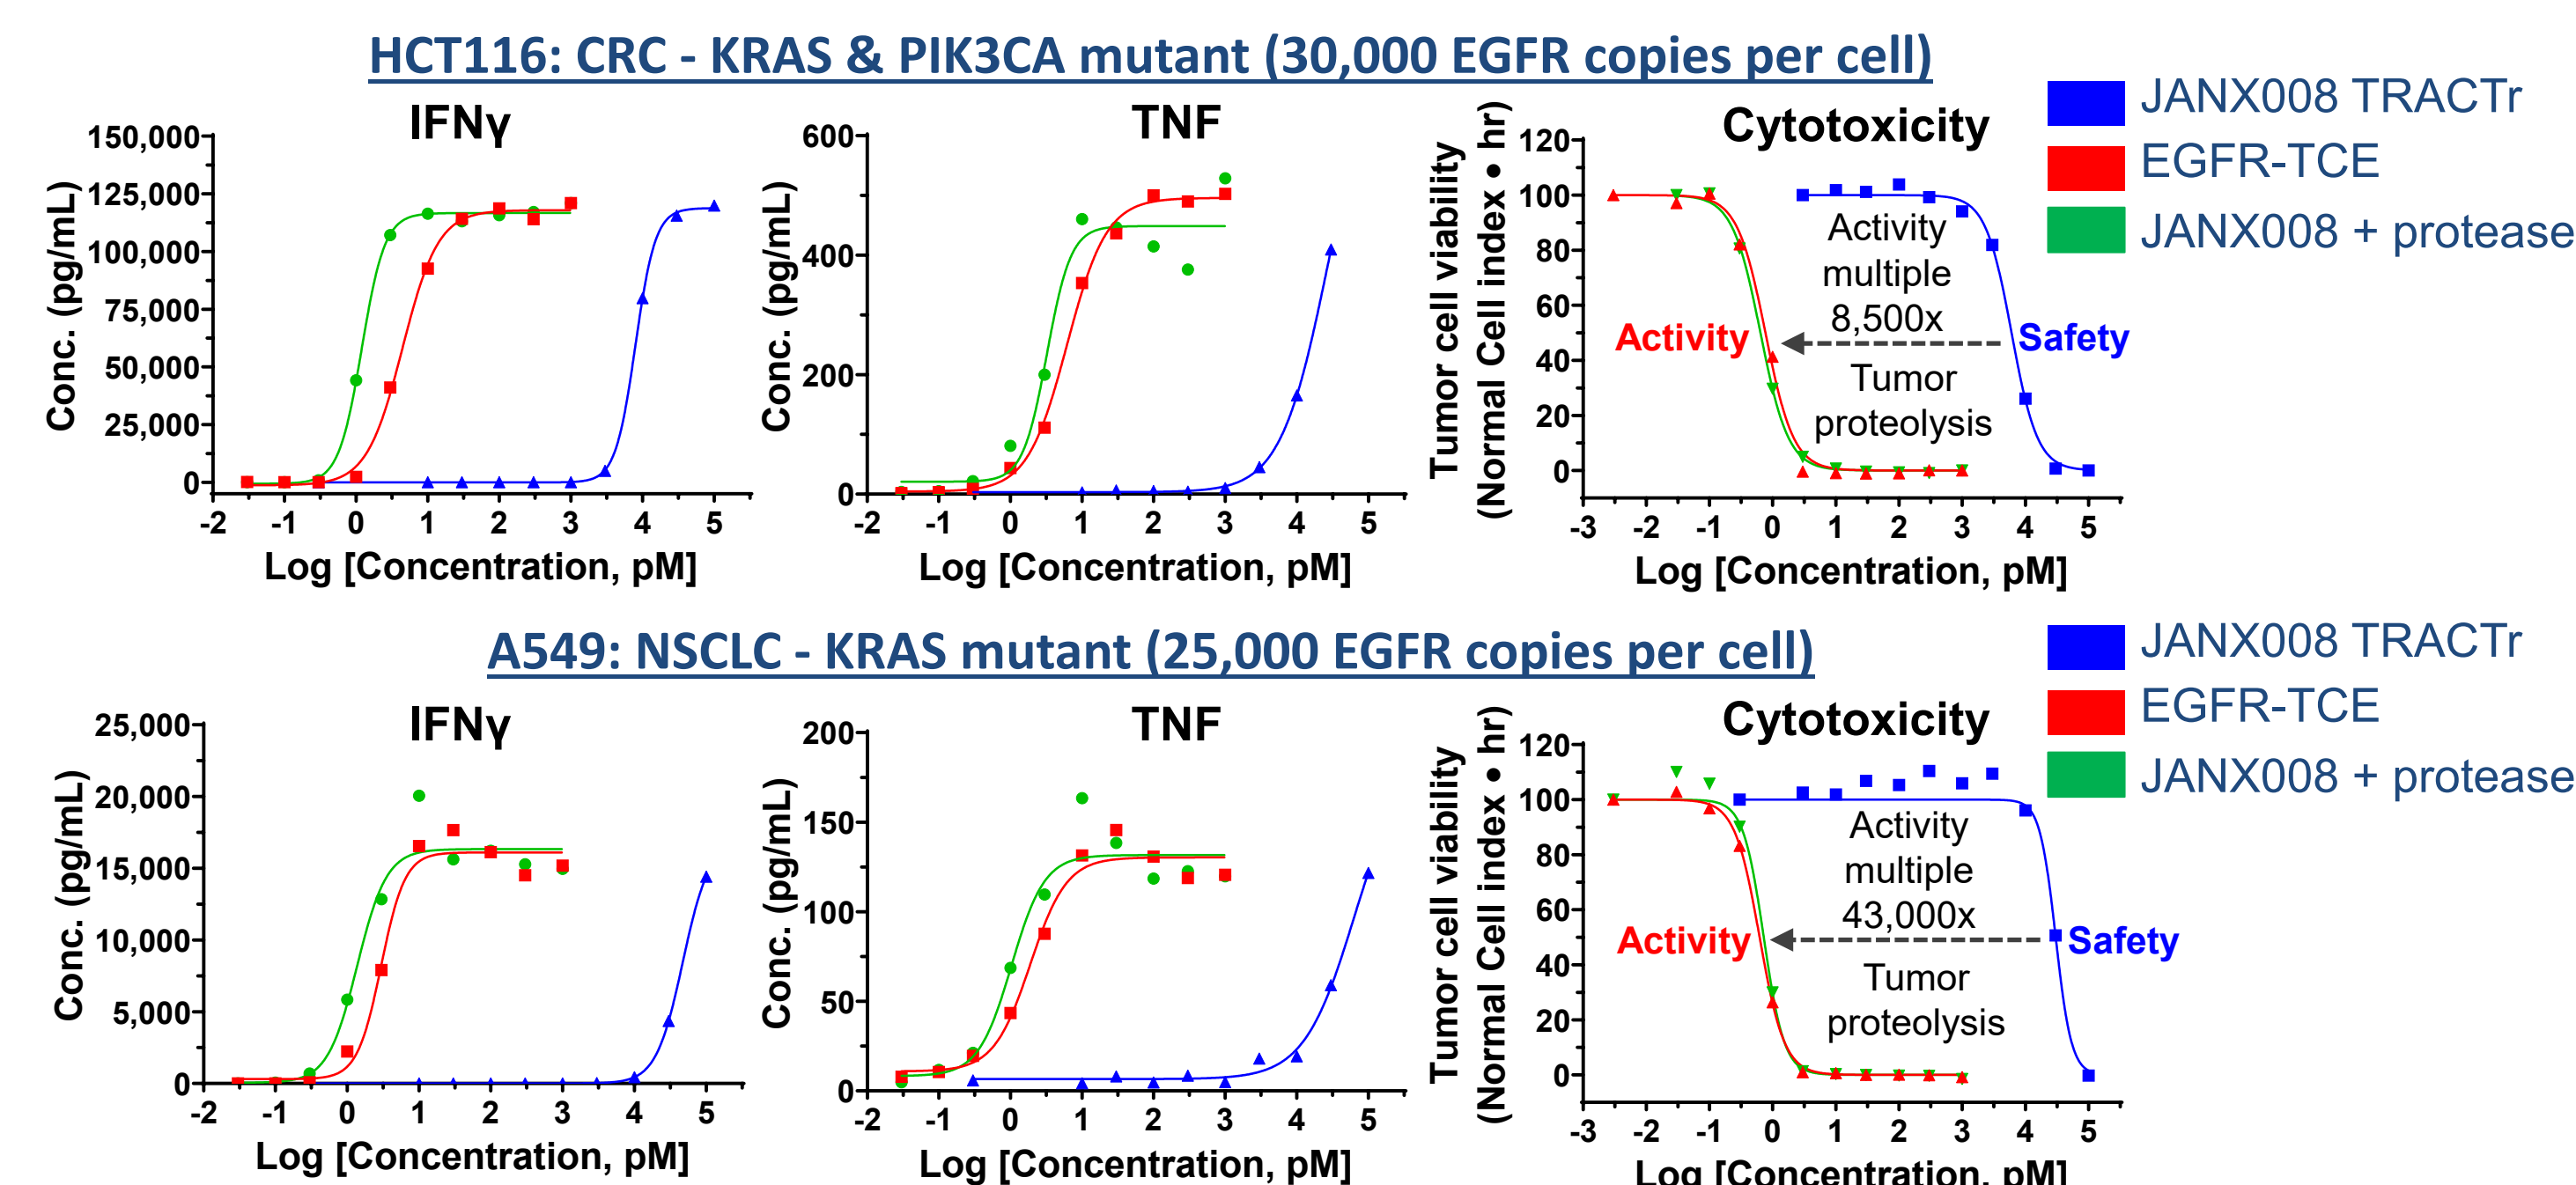 HCT116: CRC - KRAS & PIK3CA mutant (30,000 EGFR copies per cell)
JANX008 TRACTr
EGFR-TCE
JANX008 + protease
IFNγ
Conc. (pg/mL)
150,000
125,000
100,000
75,000
50,000
25,000
0
-2 -1 0 1 2 3 4 5
Log [Concentration, pM]
TNF
Conc. (pg/mL)
600
400
200
0
-2 -1 0 1 2 3 4 5
Log [Concentration, pM]
Cytotoxicity
Tumor cell viability
(Normal Cell index • hr)
120
100
80
60
40
20
0
Activity
multiple
8,500x
Activity
Safety
Tumor
proteolysis
-3 -2 -1 0 1 2 3 4 5
Log [Concentration, pM]
A549: NSCLC - KRAS mutant (25,000 EGFR copies per cell)
JANX008 TRACTr
EGFR-TCE
JANX008 + protease
IFNγ
Conc. (pg/mL)
25,000
20,000
15,000
10,000
5,000
0
-2 -1 0 1 2 3 4 5
Log [Concentration, pM]
TNF
Conc. (pg/mL)
200
150
100
50
0
-2 -1 0 1 2 3 4 5
Log [Concentration, pM]
Cytotoxicity
Tumor cell viability
(Normal Cell index • hr)
120
100
80
60
40
20
0
Activity
multiple
43,000x
Activity
Safety
Tumor
proteolysis
-3 -2 -1 0 1 2 3 4 5
Log [Concentration, pM]